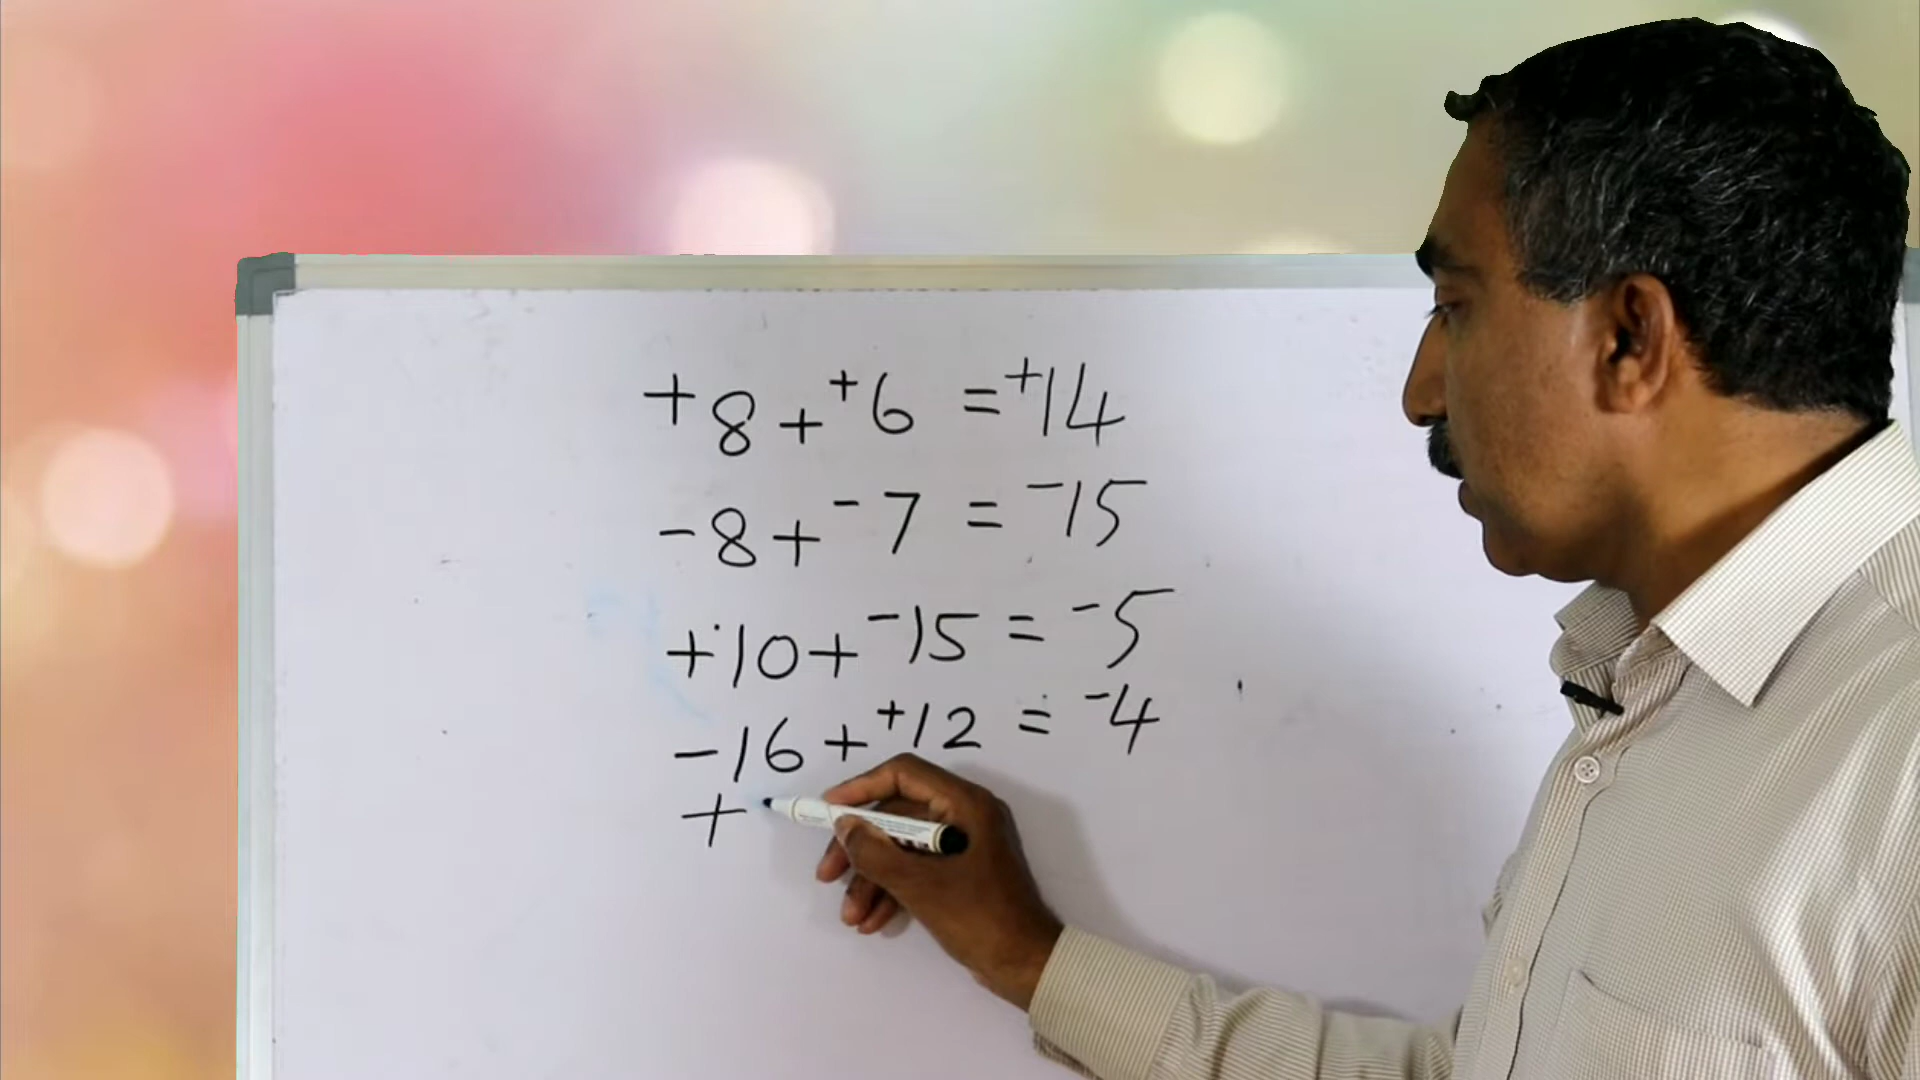 +8 + +6 = +14
-8 + -7 = -15
+10 + -15 = -5
-16 + +12 = -4
+